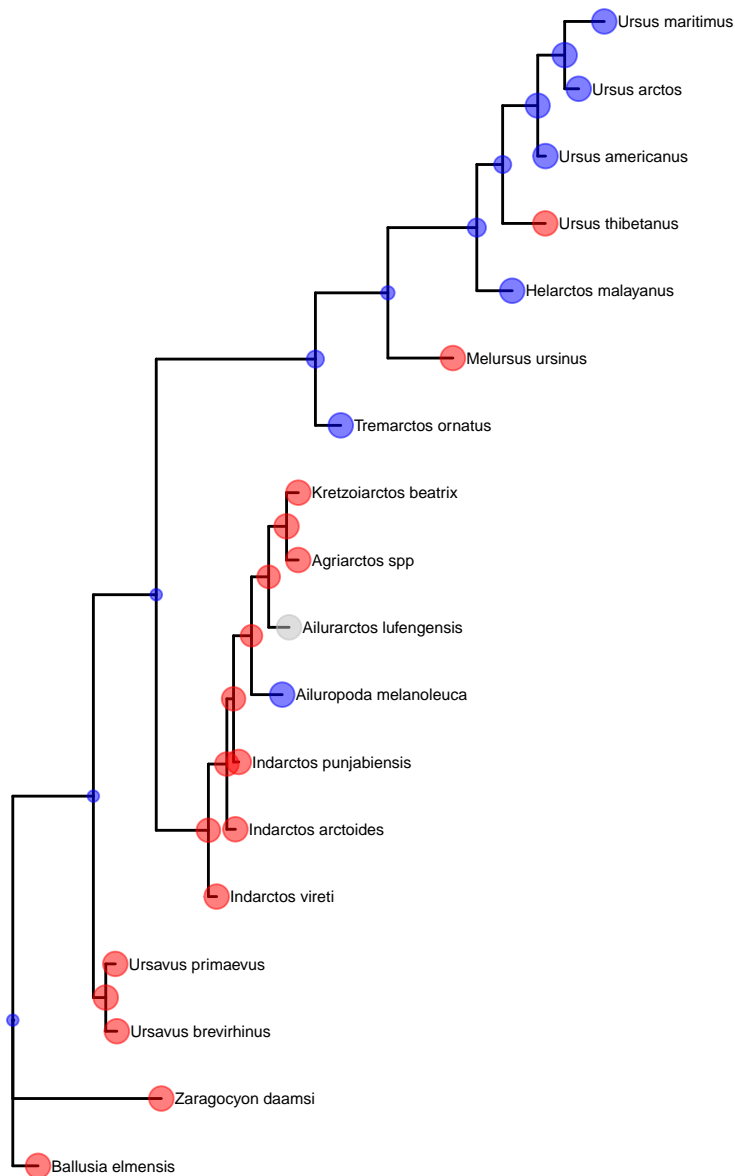 Ursus maritimus
Ursus arctos
Ursus americanus
Ursus thibetanus
Helarctos malayanus
Melursus ursinus
Tremarctos ornatus
Kretzoiarctos beatrix
Agriarctos spp
Ailurarctos lufengensis
Ailuropoda melanoleuca
Indarctos punjabiensis
Indarctos arctoides
Indarctos vireti
Ursavus primaevus
Ursavus brevirhinus
Zaragocyon daamsi
Ballusia elmensis